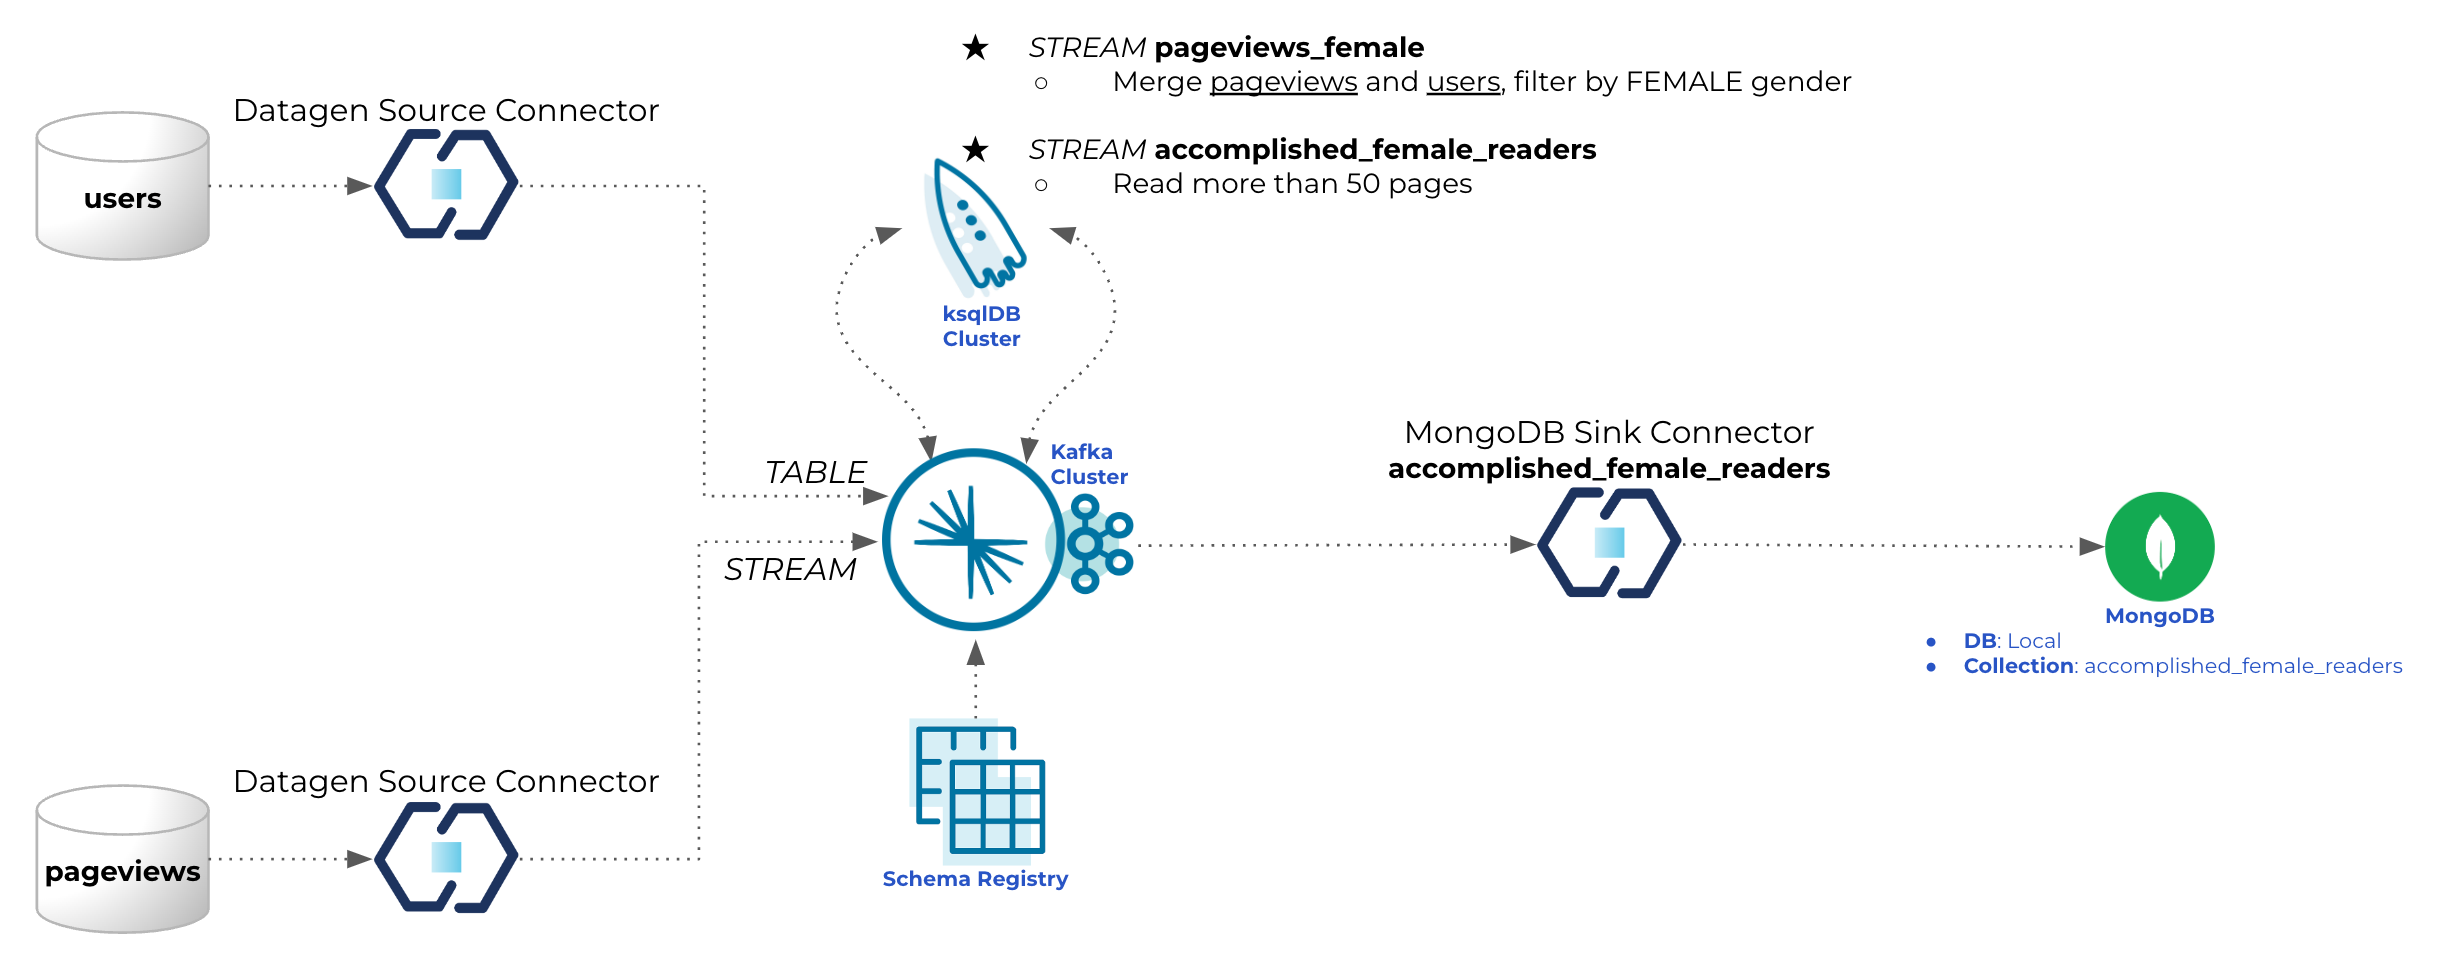 ★ STREAM pageviews_female
○ Merge pageviews and users, filter by FEMALE gender
★ STREAM accomplished_female_readers
○ Read more than 50 pages
Datagen Source Connector
users
ksqlDB
Cluster
TABLE
STREAM
Kafka
Cluster
MongoDB Sink Connector
accomplished_female_readers
MongoDB
● DB: Local
● Collection: accomplished_female_readers
Datagen Source Connector
pageviews
Schema Registry